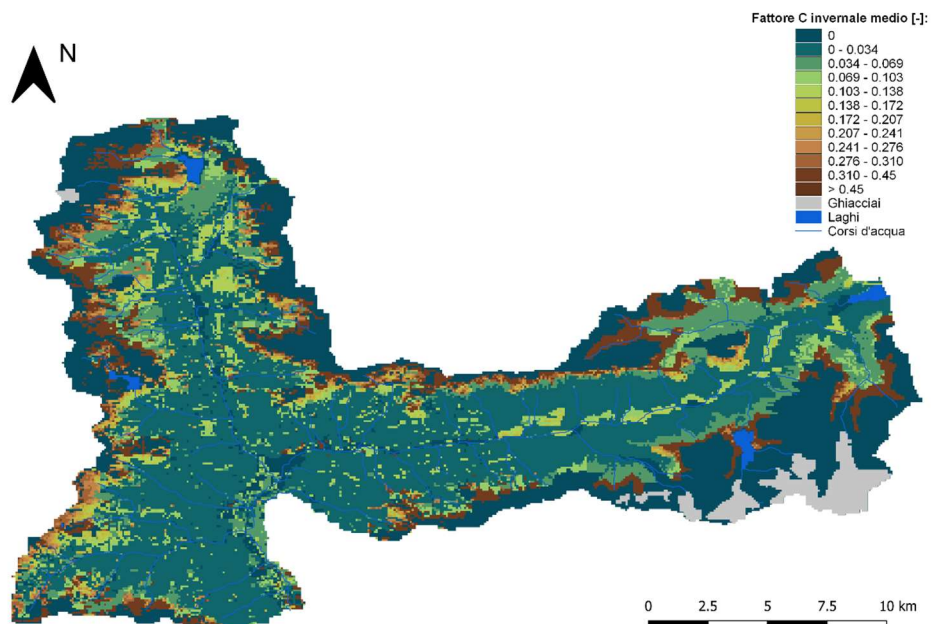 Fattore C invernale medio [-]:
0
0 - 0.034
0.034 - 0.069
0.069 - 0.103
0.103 - 0.138
0.138 - 0.172
0.172 - 0.207
0.207 - 0.241
0.241 - 0.276
0.276 - 0.310
0.310 - 0.45
> 0.45
Ghiacciai
Laghi
Corsi d'acqua
N
0 2.5 5 7.5 10 km